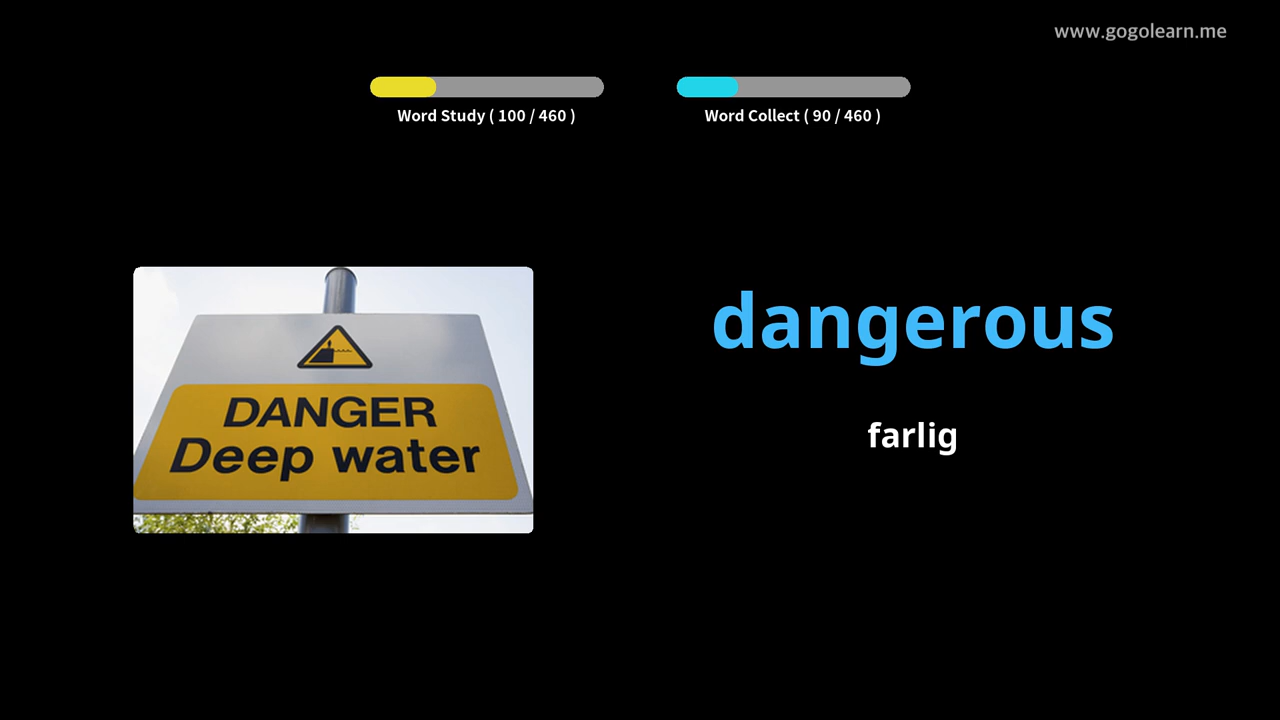 www.gogolearn.me
Word Study ( 100 / 460 )
Word Collect ( 90 / 460 )
DANGER
Deep water
dangerous
farlig